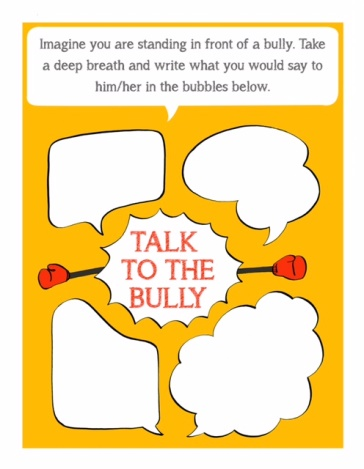 Imagine you are standing in front of a bully. Take
a deep breath and write what you would say to
him/her in the bubbles below.
TALK
TO THE
BULLY